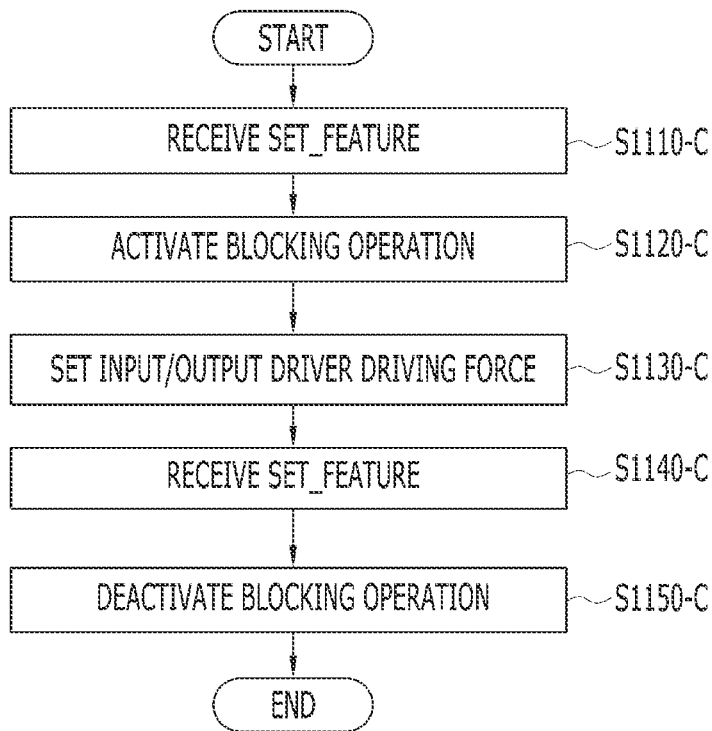 START
RECEIVE SET_FEATURE
S1110-C
ACTIVATE BLOCKING OPERATION
S1120-C
SET INPUT/OUTPUT DRIVER DRIVING FORCE
S1130-C
RECEIVE SET_FEATURE
S1140-C
DEACTIVATE BLOCKING OPERATION
S1150-C
END